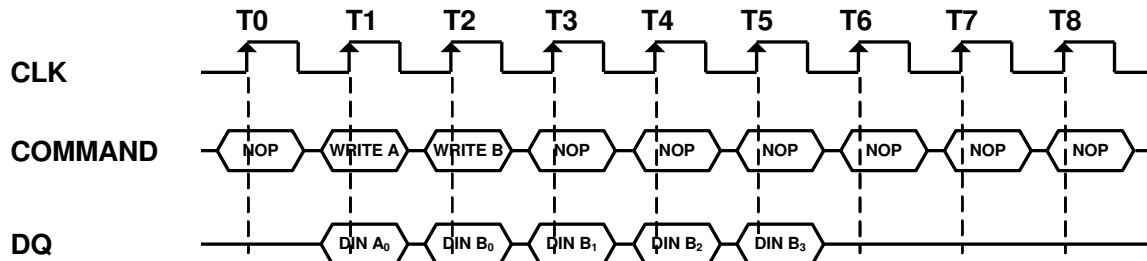 T0 T1 T2 T3 T4 T5 T6 T7 T8
CLK
COMMAND NOP WRITE A WRITE B NOP NOP NOP NOP NOP NOP
DQ DIN A₀ DIN B₀ DIN B₁ DIN B₂ DIN B₃